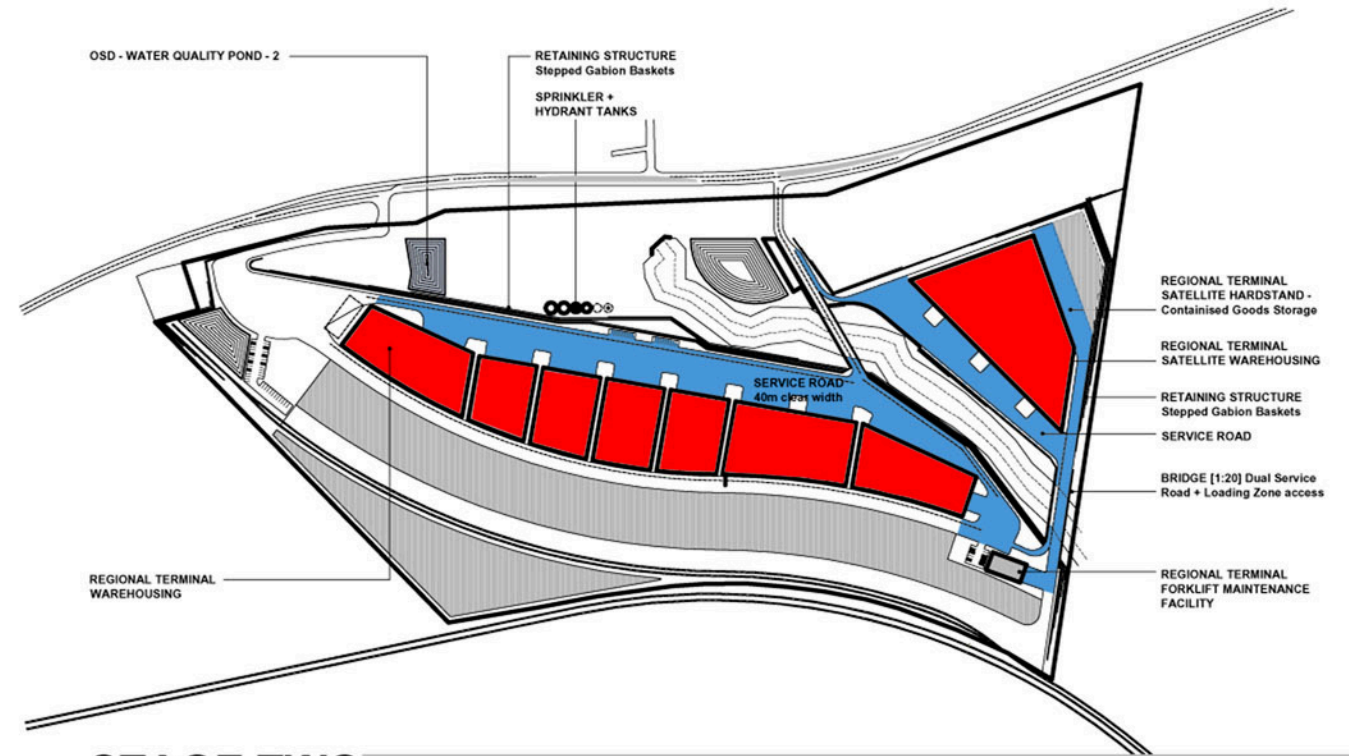 OSD - WATER QUALITY POND - 2
RETAINING STRUCTURE
Stepped Gabion Baskets
SPRINKLER +
HYDRANT TANKS
SERVICE ROAD
40m clear width
REGIONAL TERMINAL
SATELLITE HARDSTAND -
Containised Goods Storage
REGIONAL TERMINAL
SATELLITE WAREHOUSING
RETAINING STRUCTURE
Stepped Gabion Baskets
SERVICE ROAD
BRIDGE [1:20] Dual Service
Road + Loading Zone access
REGIONAL TERMINAL
FORKLIFT MAINTENANCE
FACILITY
REGIONAL TERMINAL
WAREHOUSING
STAGE TWO